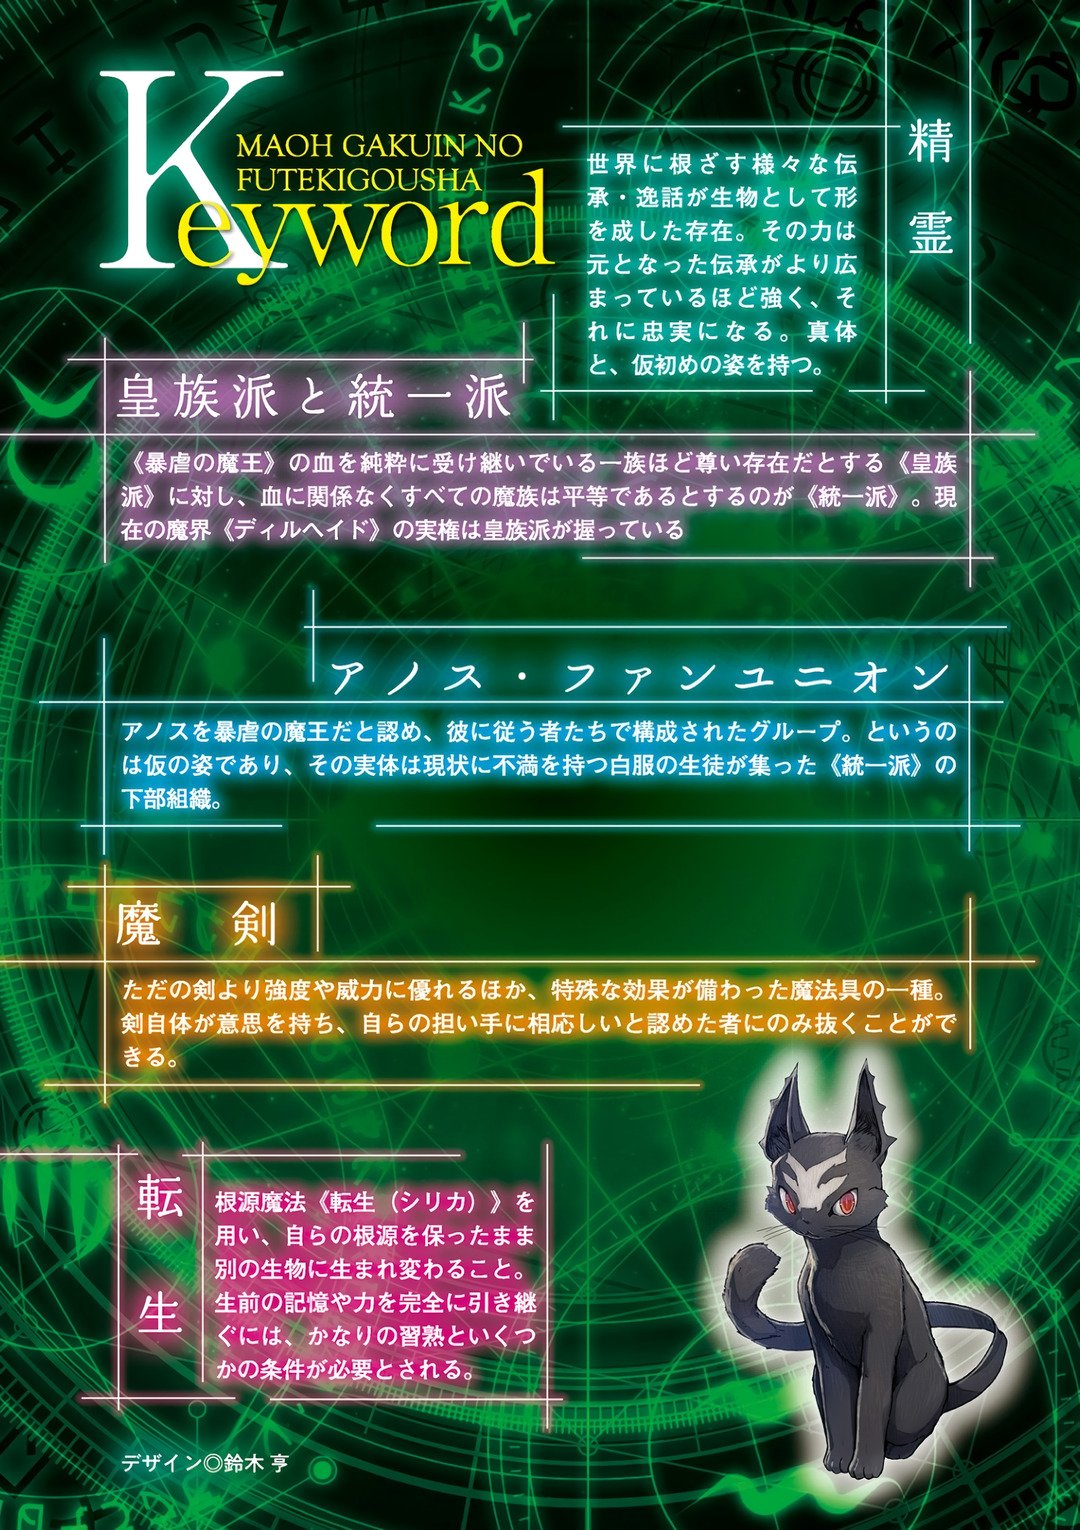 Keyword
MAOH GAKUIN NO
FUTEKIGOUSHA
精霊
世界に根ざす様々な伝
承・逸話が生物として形
を成した存在。その力は
元となった伝承がより広
まっているほど強く、そ
れに忠実になる。真体
と、仮初めの姿を持つ。
皇族派と統一派
《暴虐の魔王》の血を純粋に受け継いでいる一族ほど尊い存在だとする《皇族
派》に対し、血に関係なくすべての魔族は平等であるとするのが《統一派》。現
在の魔界《ディルヘイド》の実権は皇族派が握っている
アノス・ファンユニオン
アノスを暴虐の魔王だと認め、彼に従う者たちで構成されたグループ。というの
は仮の姿であり、その実体は現状に不満を持つ白服の生徒が集った《統一派》の
下部組織。
魔剣
ただの剣より強度や威力に優れるほか、特殊な効果が備わった魔法具の一種。
剣自体が意思を持ち、自らの担い手に相応しいと認めた者にのみ抜くことがで
きる。
転生
根源魔法《転生（シリカ）》を
用い、自らの根源を保ったまま
別の生物に生まれ変わること。
生前の記憶や力を完全に引き継
ぐには、かなりの習熟といくつ
かの条件が必要とされる。
デザイン◎鈴木 亨